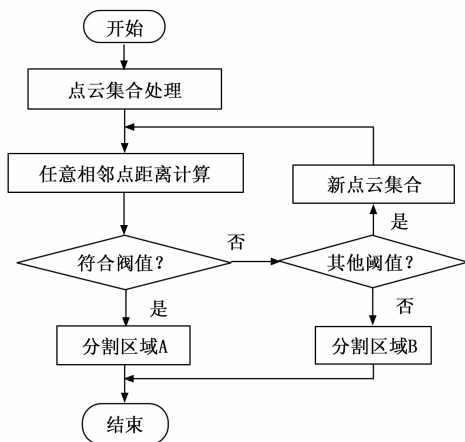 开始
点云集合处理
任意相邻点距离计算
新点云集合
否
是
符合阀值?
其他阈值?
是
否
分割区域A
分割区域B
结束